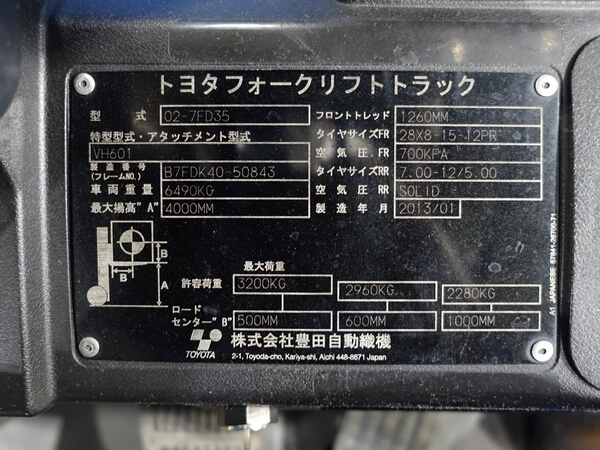 トヨタフォークリフトトラック
型式 02-7FD35 フロントトレッド 1260MM
特型型式・アタッチメント型式 タイヤサイズFR 28X8-15-12PR
VH601 空気圧FR 700KPA
製造番号(フレームNO.) B7FDK40-50843 タイヤサイズRR 7.00-12/5.00
車両重量 6490KG 空気圧RR SOLID
最大揚高"A" 4000MM 製造年月 2013/01
B
B A
最大荷重
許容荷重 3200KG 2960KG 2280KG
ロードセンター"B" 500MM 600MM 1000MM
TOYOTA 株式会社豊田自動織機
2-1, Toyoda-cho, Kariya-shi, Aichi 448-8671 Japan